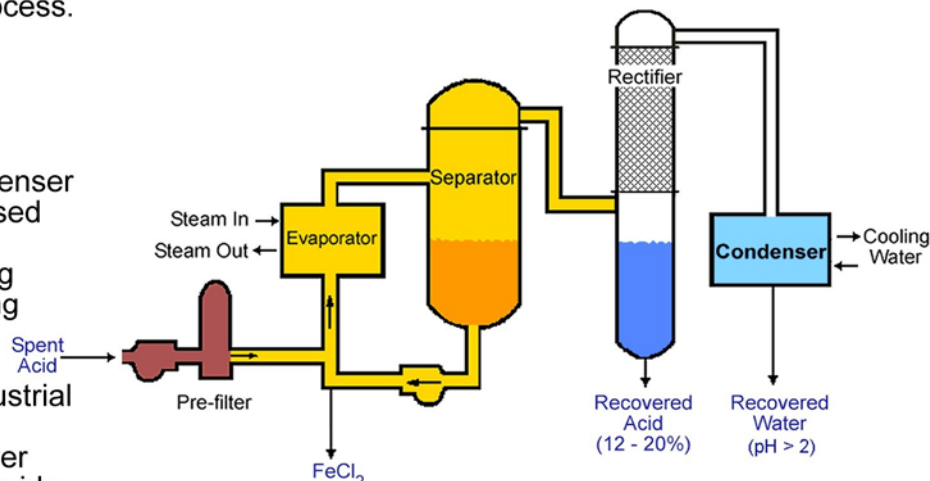 ocess.
enser
sed
g
g
ustrial
er
Rectifier
Separator
Steam In
Steam Out
Evaporator
Condenser
Cooling
Water
Spent
Acid
Pre-filter
Recovered
Acid
(12 - 20%)
Recovered
Water
(pH > 2)
FeCl2